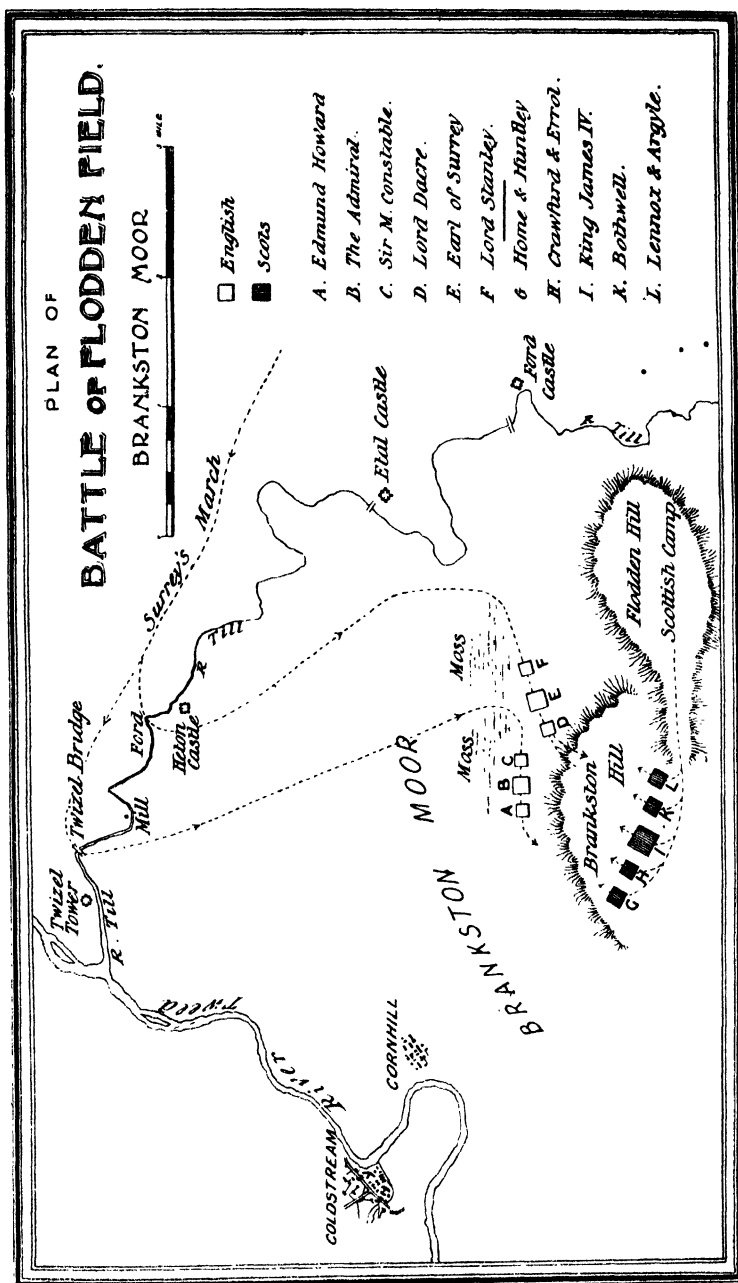 PLAN OF
BATTLE OF FLODDEN FIELD.
BRANKSTON MOOR
1 MILE
English
Scots
A. Edmund Howard
B. The Admiral.
C. Sir M. Constable.
D. Lord Dacre.
E. Earl of Surrey
F Lord Stanley.
G Home & Huntley
H. Crawfurd & Errol.
I. King James IV.
K. Bothwell.
L. Lennox & Argyle.
Surrey's March
Twizel Bridge
Twizel
Tower
R. Till
Mill
Ford
Heton
Castle
R Till
Etal Castle
Ford
Castle
R Till
River Tweed
COLDSTREAM
CORNHILL
BRANKSTON MOOR
Moss
Moss
A B C
D E F
Brankston
Hill
G H I K L
Flodden Hill
Scottish Camp